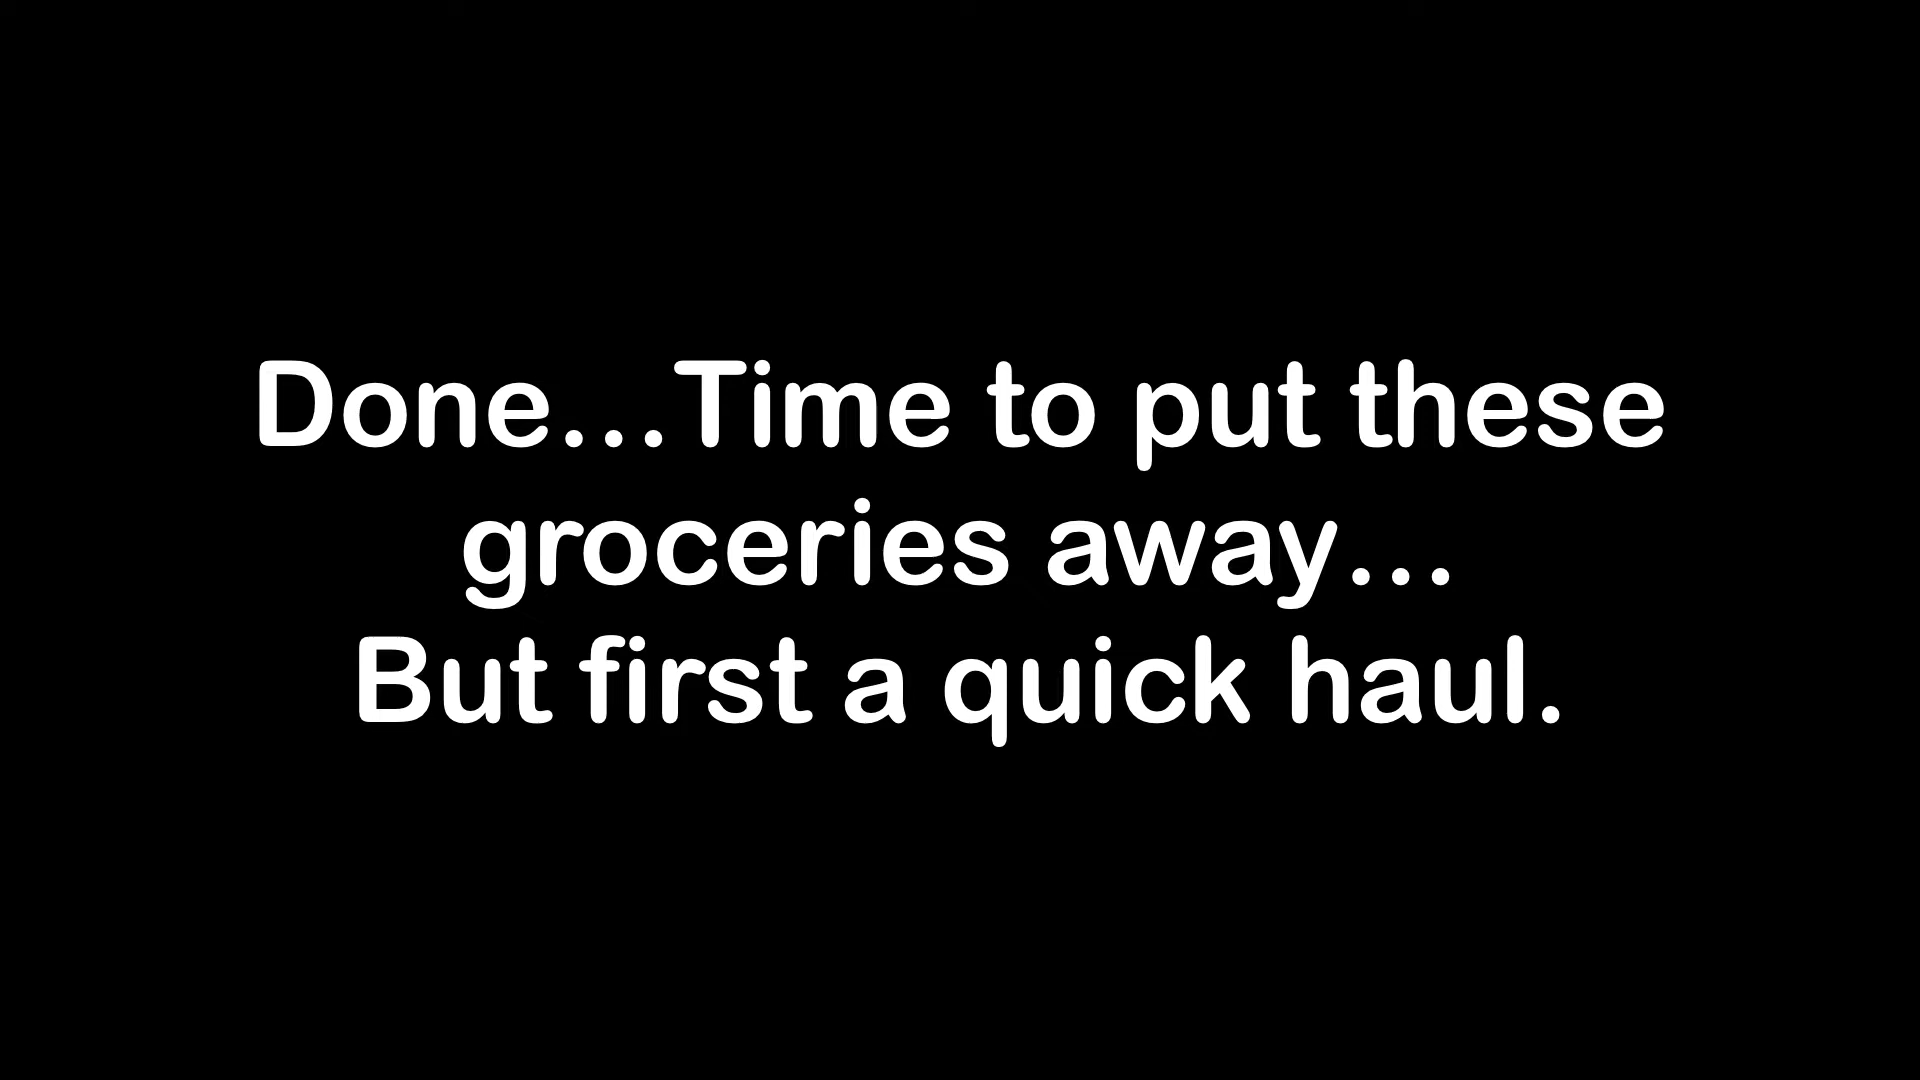 Done...Time to put these
groceries away...
But first a quick haul.